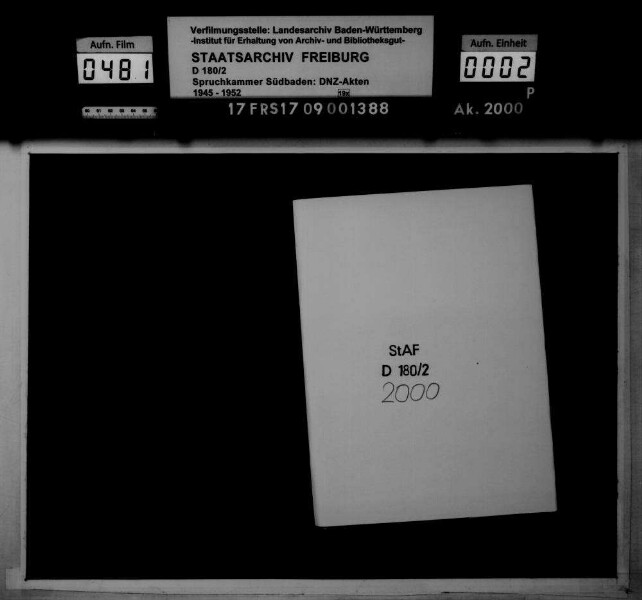 Aufn. Film
0481
Verfilmungsstelle: Landesarchiv Baden-Württemberg
-Institut für Erhaltung von Archiv- und Bibliotheksgut-
STAATSARCHIV FREIBURG
D 180/2
Spruchkammer Südbaden: DNZ-Akten
1945 - 1952
19x
Aufn. Einheit
0002
P
17 FRS17 09 001388
Ak. 2000
StAF
D 180/2
2000